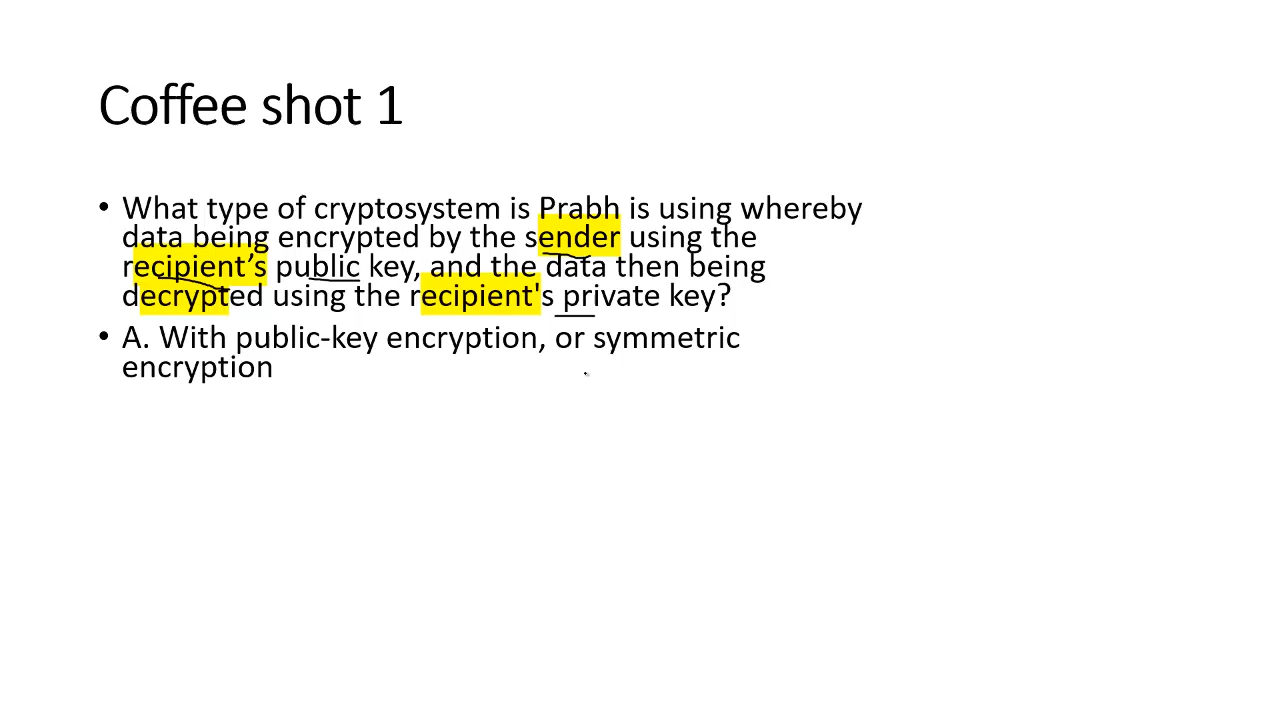 Coffee shot 1
• What type of cryptosystem is Prabh is using whereby
data being encrypted by the sender using the
recipient’s public key, and the data then being
decrypted using the recipient's private key?
• A. With public-key encryption, or symmetric
encryption